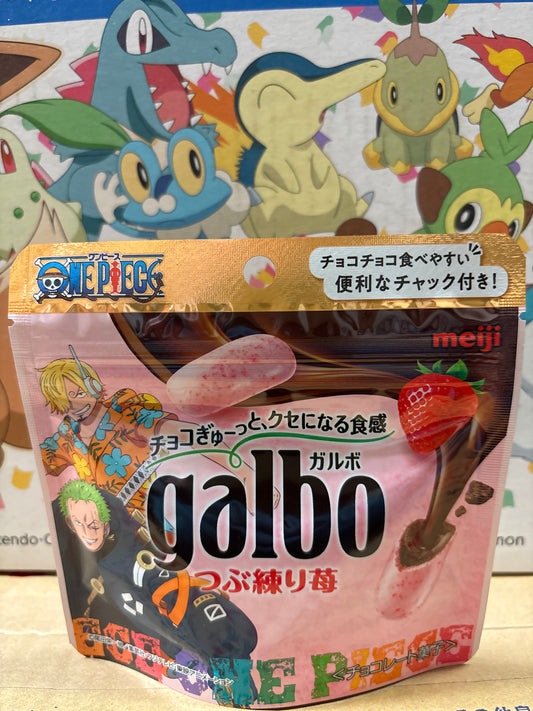 ワンピース
ONE PIECE
チョコチョコ食べやすい
便利なチャック付き!
meiji
チョコぎゅーっと、クセになる食感
ガルボ
galbo
つぶ練り苺
EGG ONE PIECE
<チョコレート菓子>